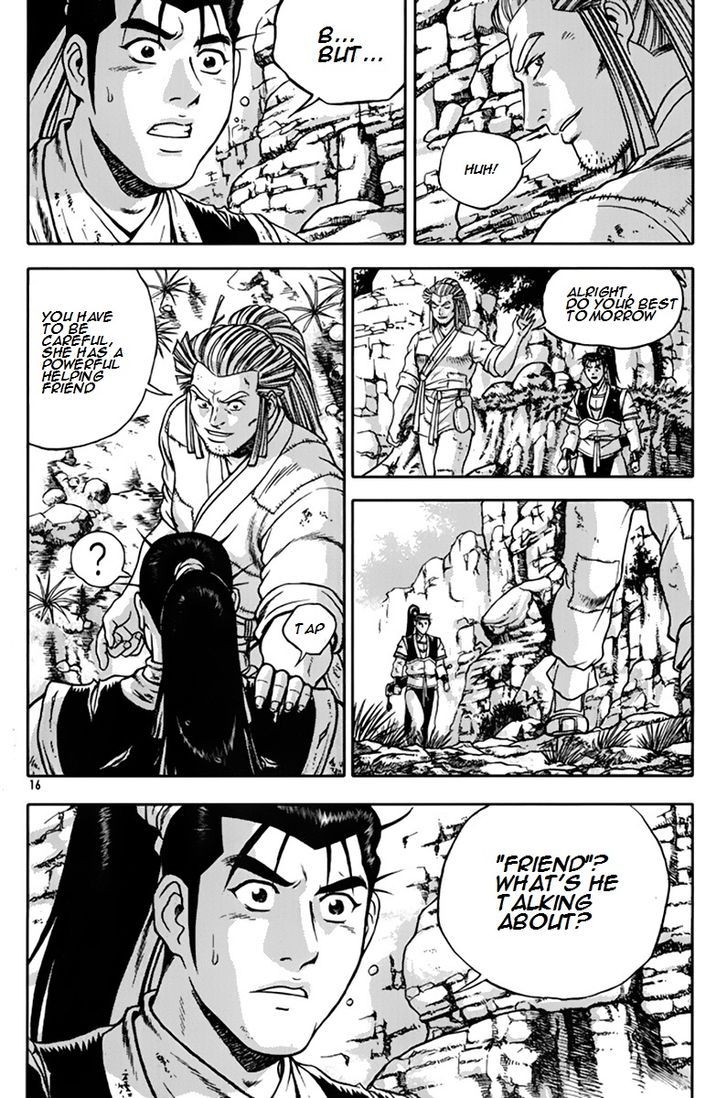 B...
BUT...
HUH!
YOU HAVE
TO BE
CAREFUL,
SHE HAS A
POWERFUL
HELPING
FRIEND
?
TAP
ALRIGHT,
DO YOUR BEST
TOMORROW
16
"FRIEND"?
WHAT'S HE
TALKING
ABOUT?